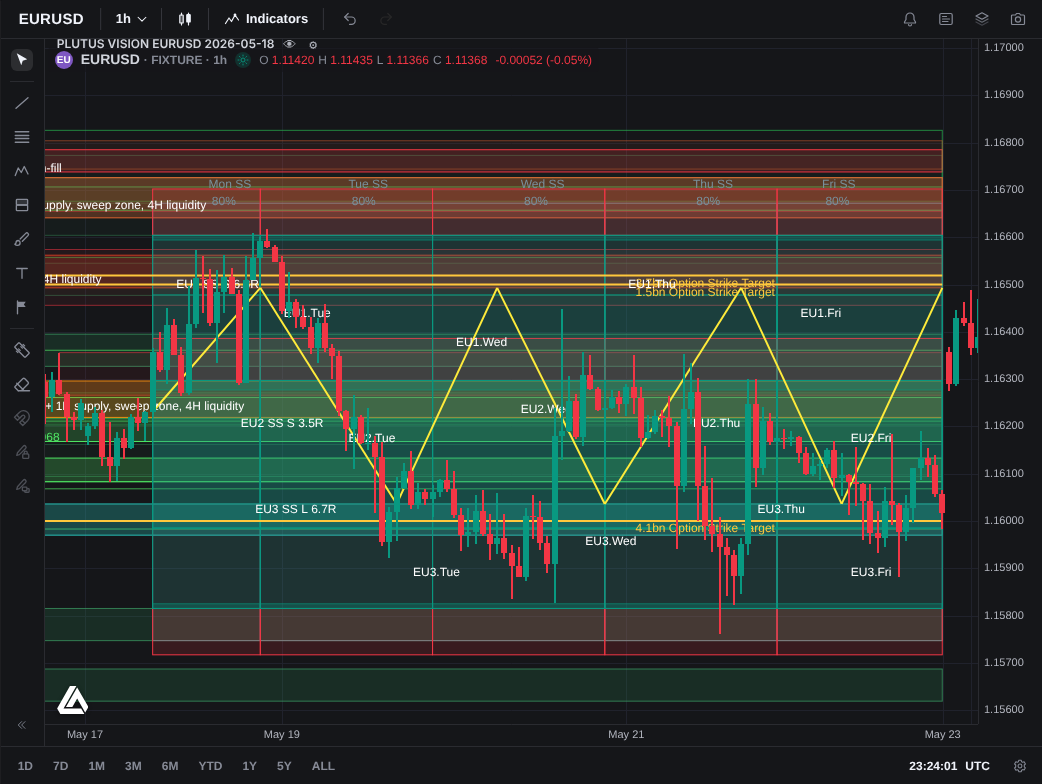 EURUSD 1h Indicators
PLUTUS VISION EURUSD 2026-05-18
EU EURUSD · FIXTURE · 1h O 1.11420 H 1.11435 L 1.11366 C 1.11368 -0.00052 (-0.05%)
1.17000
1.16900
1.16800
-fill
Mon SS Tue SS Wed SS Thu SS Fri SS
1.16700
80% 80% 80% 80% 80%
upply, sweep zone, 4H liquidity
1.16600
4H liquidity
Option Strike Target
1.16500
1.5bn Option Strike Target
EU1.Fri
1.16400
EU1.Wed
1.16300
+ 1 supply, sweep zone, 4H liquidity
EU2 SS S 3.5R
EU2.Thu
1.16200
68
EU2.Fri
1.16100
EU3 SS L 6.7R
EU3.Thu
1.16000
4.1bn Option Strike Target
EU3.Wed
1.15900
EU3.Tue
EU3.Fri
1.15800
1.15700
1.15600
May 17 May 19 May 21 May 23
1D 7D 1M 3M 6M YTD 1Y 5Y ALL 23:24:01 UTC